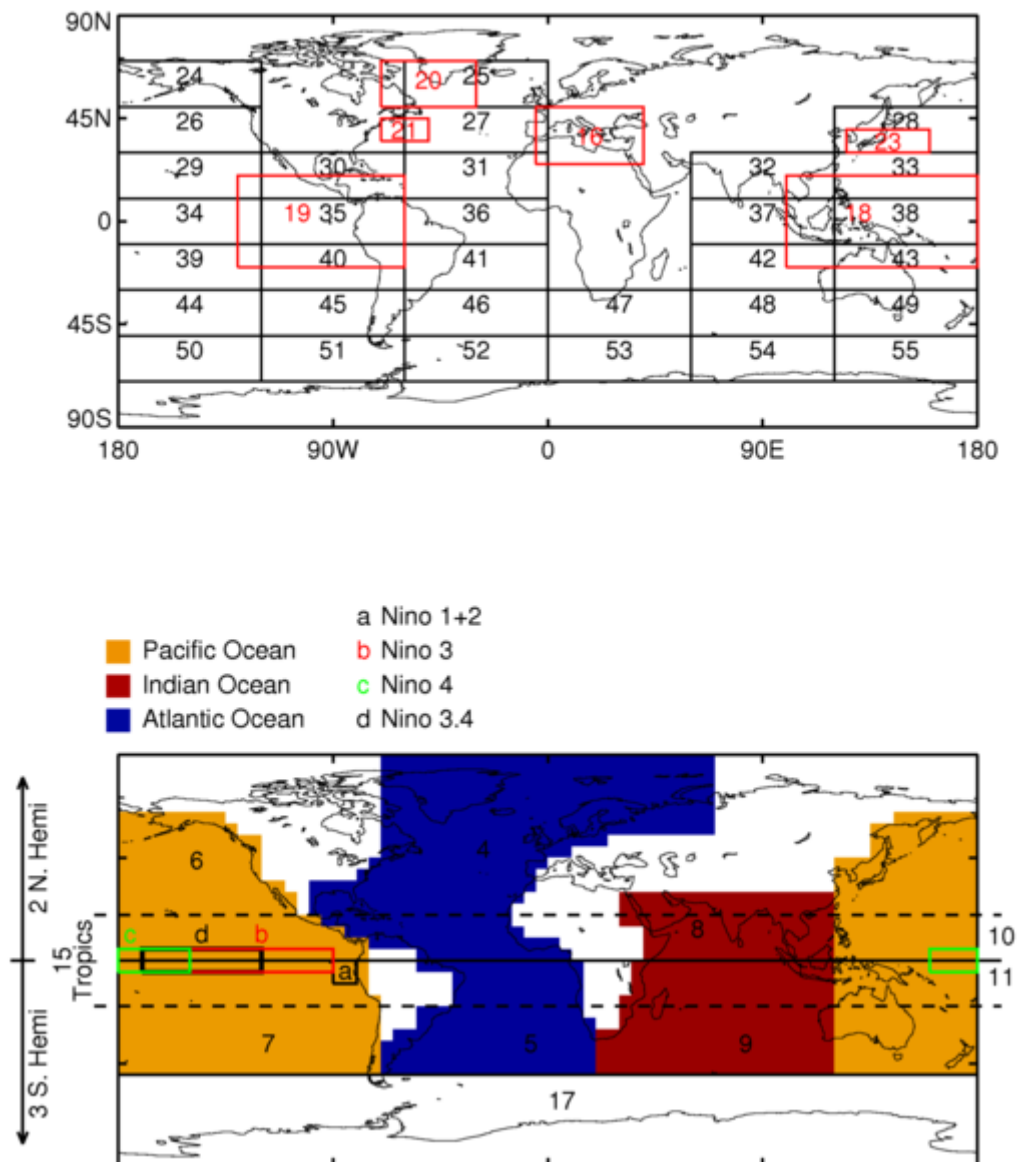 90N
24 20 25
45N 26 21 27 16 28 23
29 30 31 32 33
0 34 19 35 36 37 18 38
39 40 41 42 43
44 45 46 47 48 49
45S
50 51 52 53 54 55
90S
180 90W 0 90E 180
a Nino 1+2
Pacific Ocean b Nino 3
Indian Ocean c Nino 4
Atlantic Ocean d Nino 3.4
2 N. Hemi
6 4
c d b 8 10
15 Tropics
a 11
3 S. Hemi
7 5 9
17